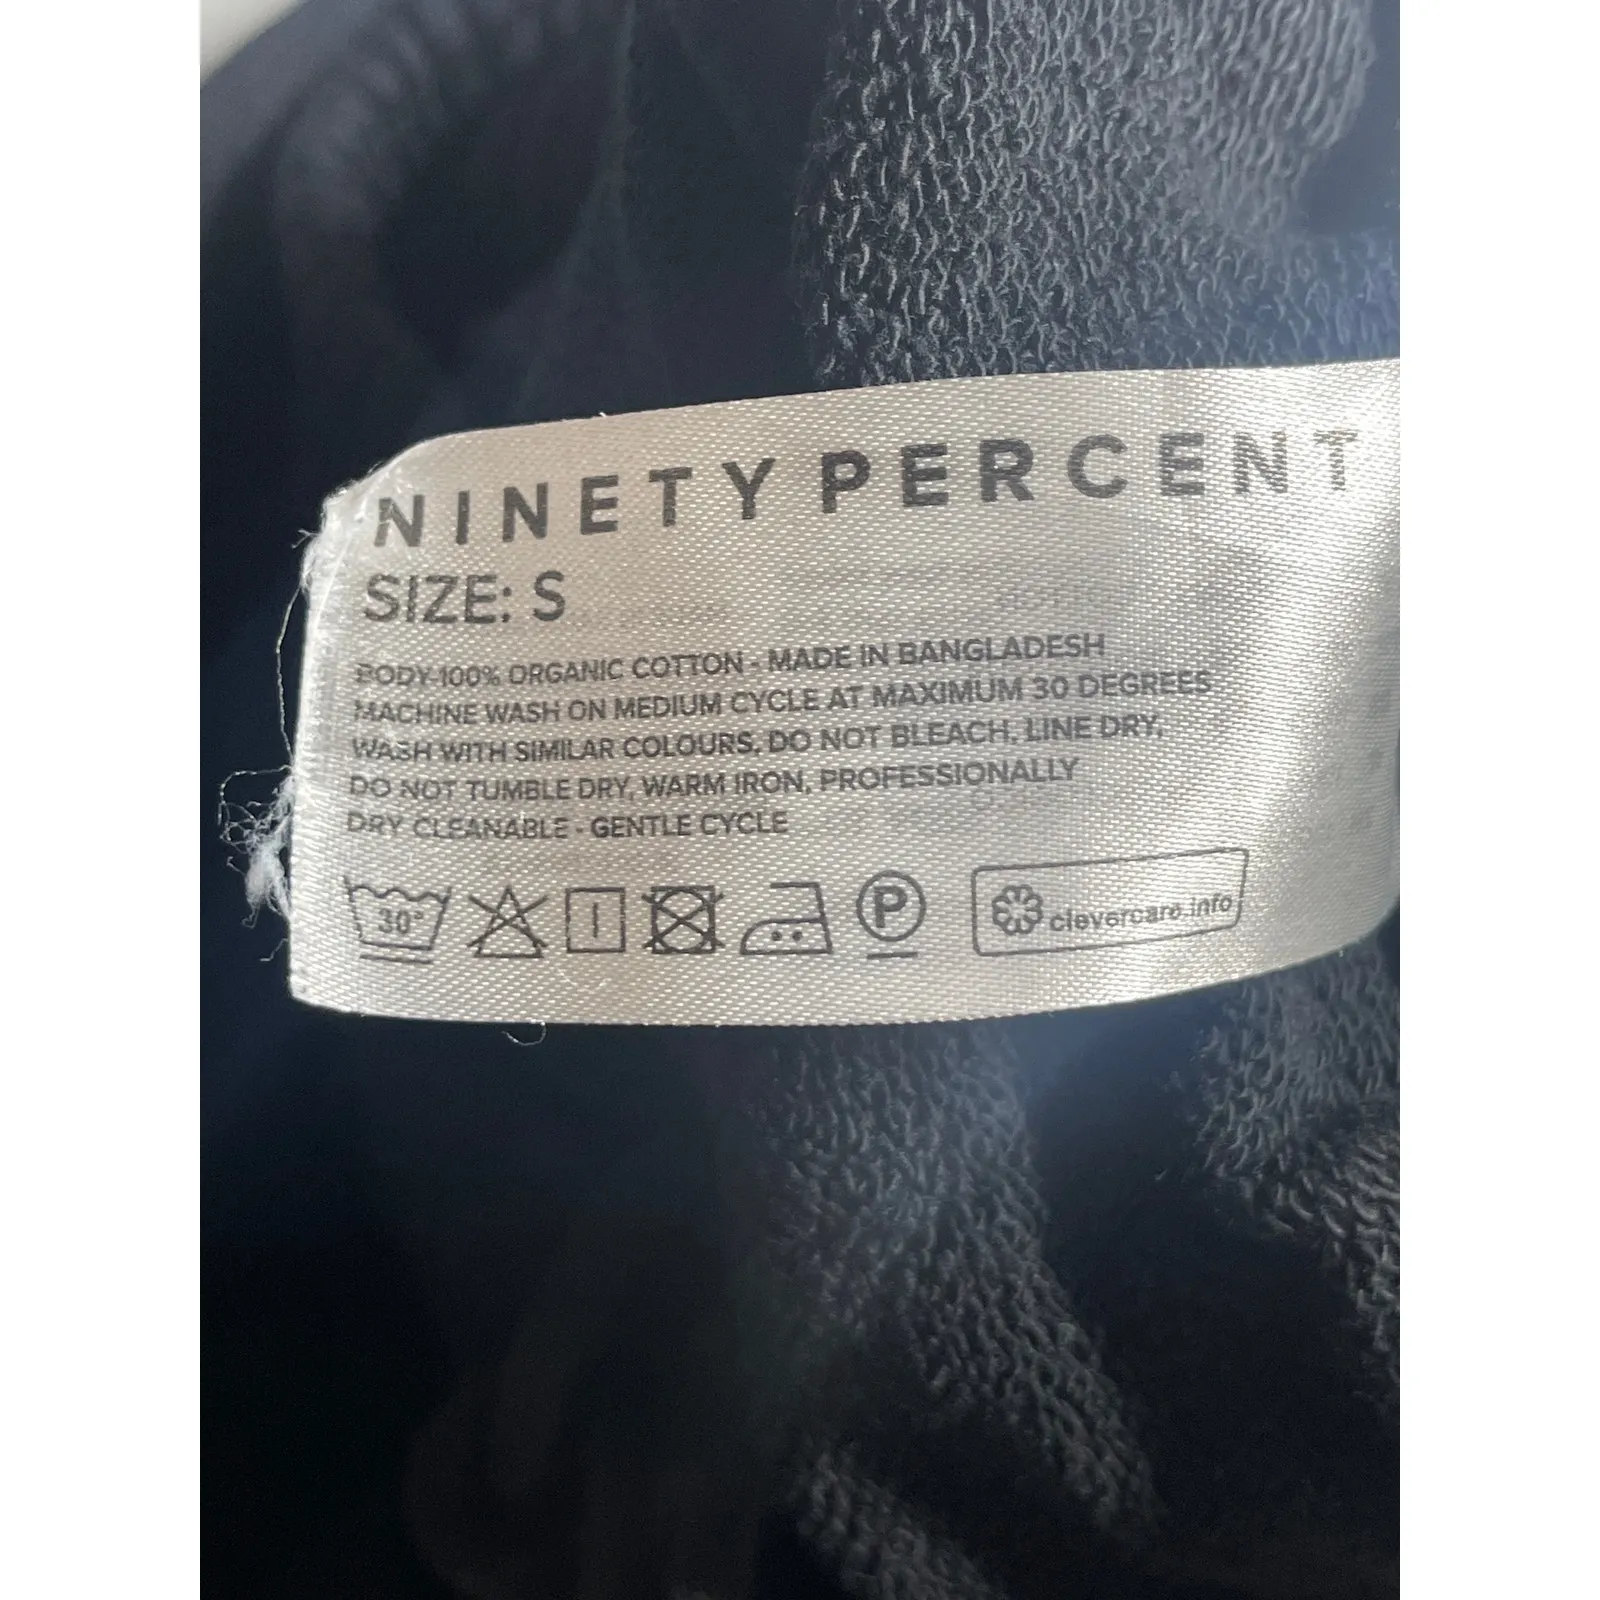 NINETY PERCENT
SIZE: S
BODY-100% ORGANIC COTTON - MADE IN BANGLADESH
MACHINE WASH ON MEDIUM CYCLE AT MAXIMUM 30 DEGREES
WASH WITH SIMILAR COLOURS, DO NOT BLEACH, LINE DRY,
DO NOT TUMBLE DRY, WARM IRON, PROFESSIONALLY
DRY CLEANABLE - GENTLE CYCLE
30° P clevercare.info